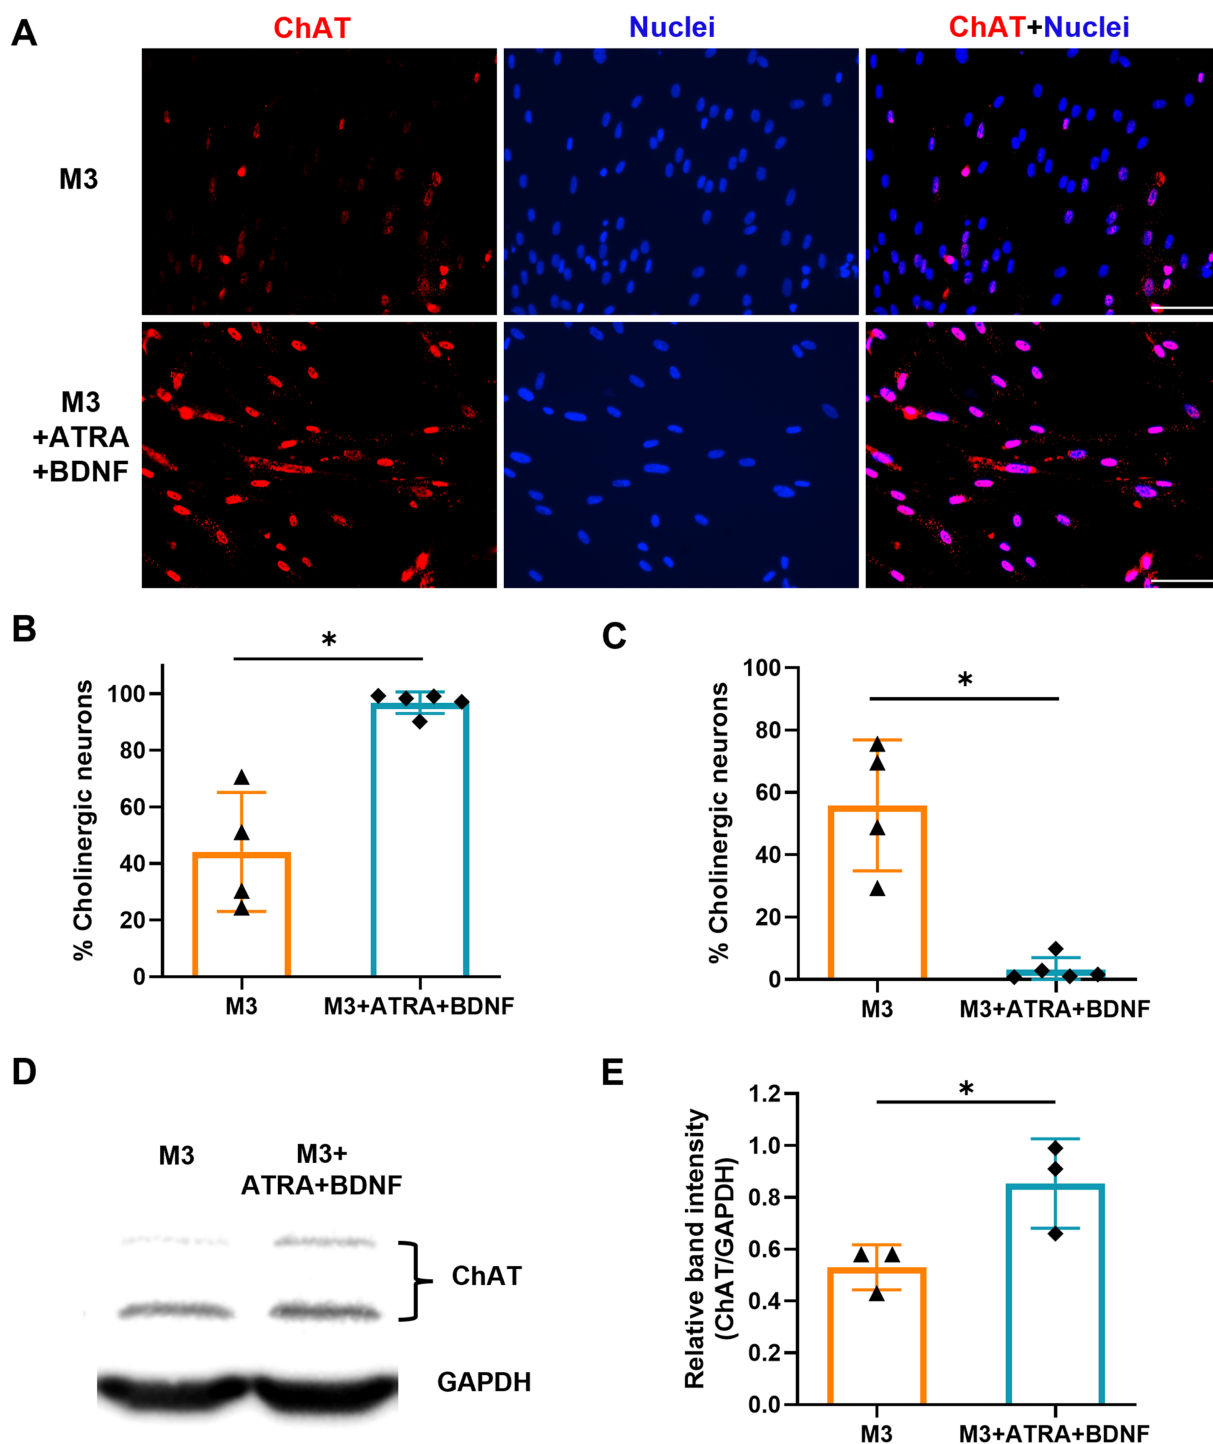 A
ChAT
Nuclei
ChAT+Nuclei
M3
M3
+ATRA
+BDNF
B
*
% Cholinergic neurons
100
80
60
40
20
0
M3
M3+ATRA+BDNF
C
*
% Cholinergic neurons
100
80
60
40
20
0
M3
M3+ATRA+BDNF
D
M3
M3+
ATRA+BDNF
ChAT
GAPDH
E
*
Relative band intensity
(ChAT/GAPDH)
1.2
1.0
0.8
0.6
0.4
0.2
0.0
M3
M3+ATRA+BDNF